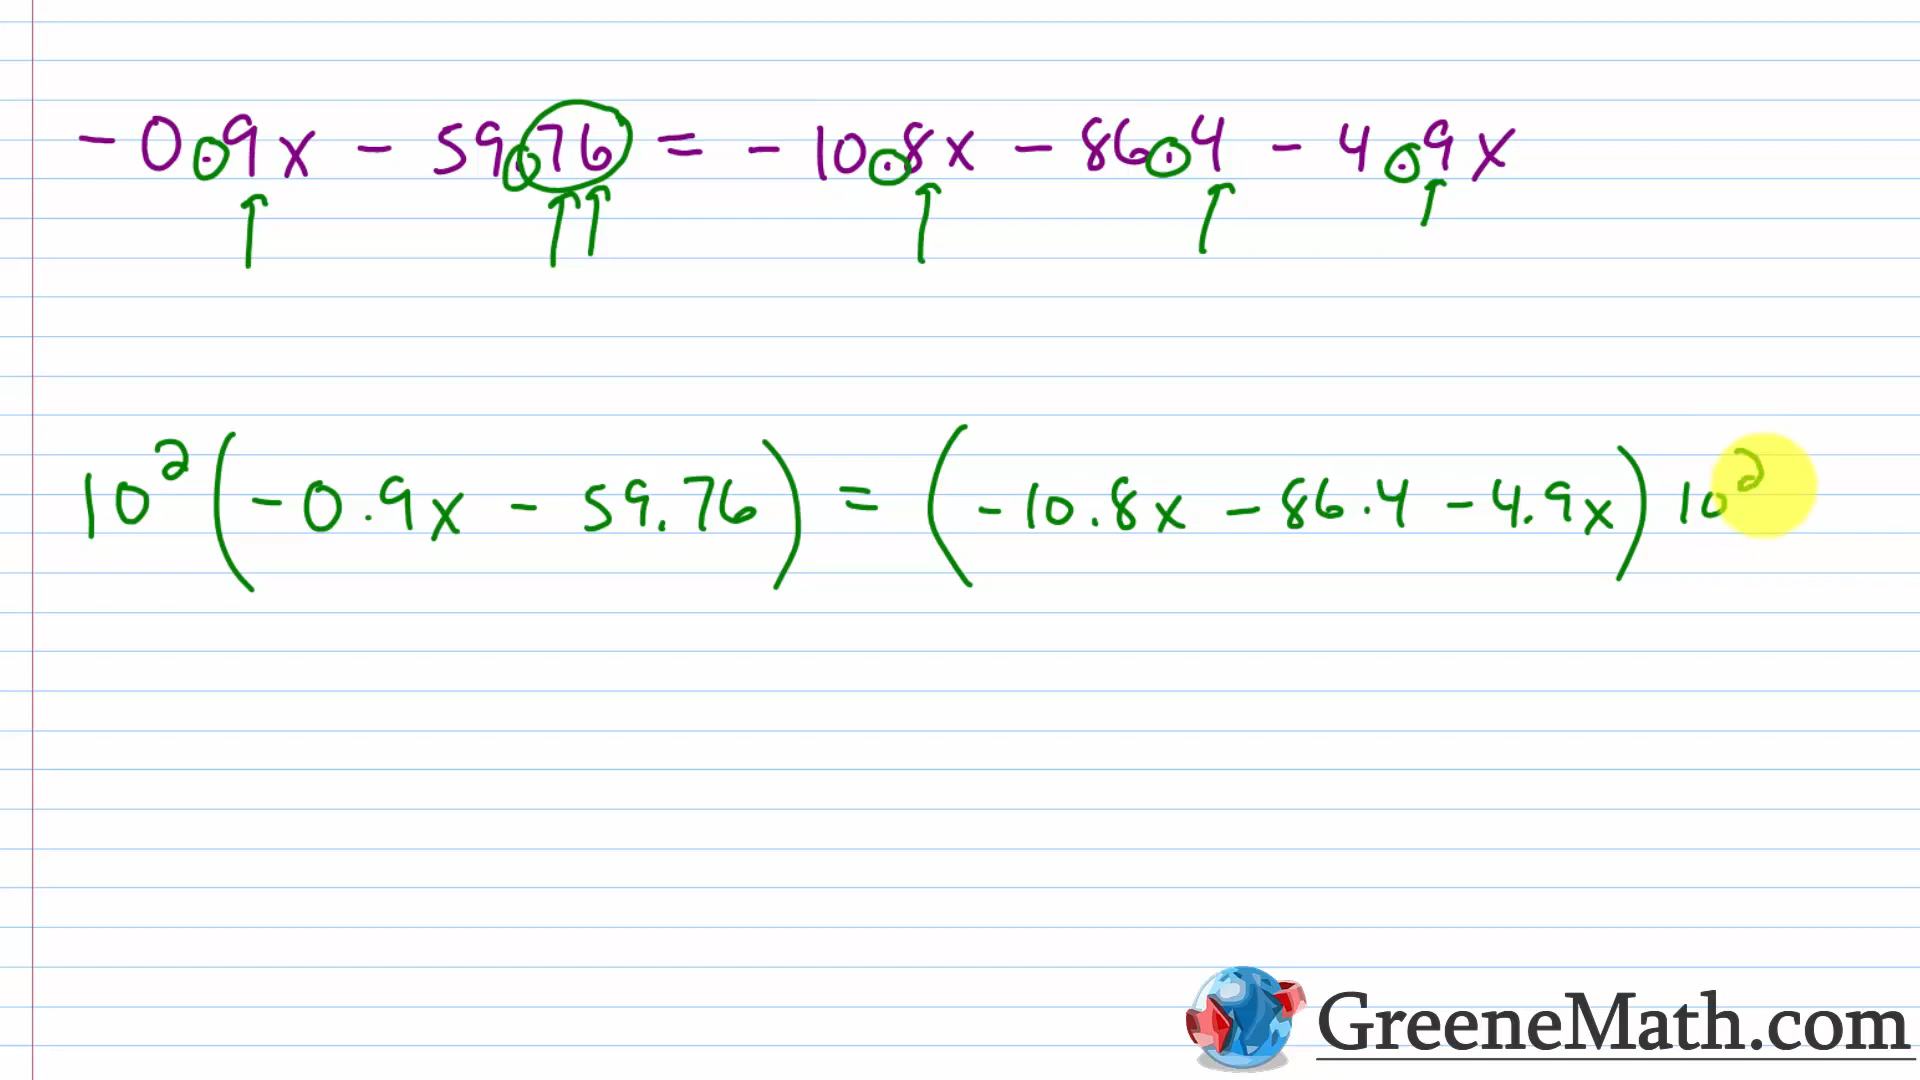 - 0.9x - 59.76 = - 10.8x - 86.4 - 4.9x
10² (- 0.9x - 59.76) = (- 10.8x - 86.4 - 4.9x) 10²
GreeneMath.com